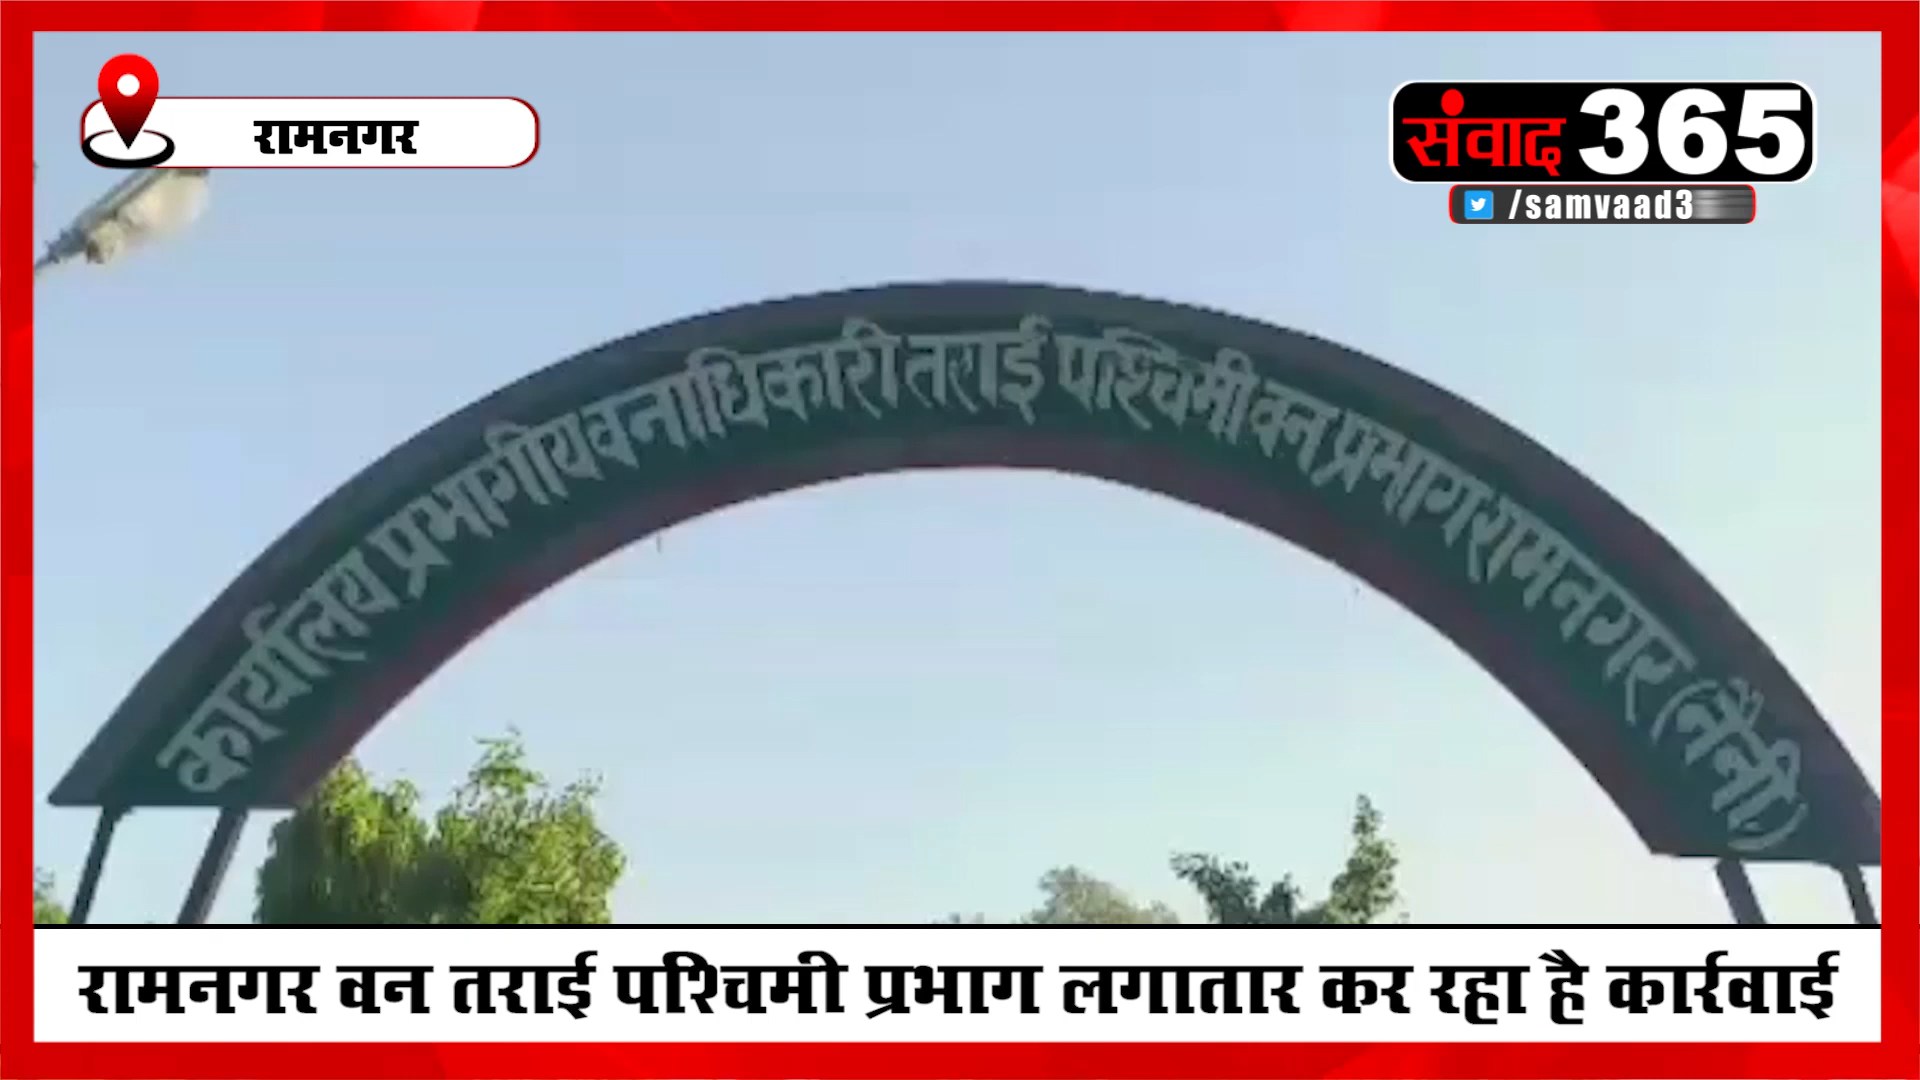 रामनगर
संवाद 365
/samvaad3
कार्यालय प्रभागीय वनाधिकारी तराई पश्चिमी वन प्रभाग रामनगर (नैनी)
रामनगर वन तराई पश्चिमी प्रभाग लगातार कर रहा है कार्रवाई